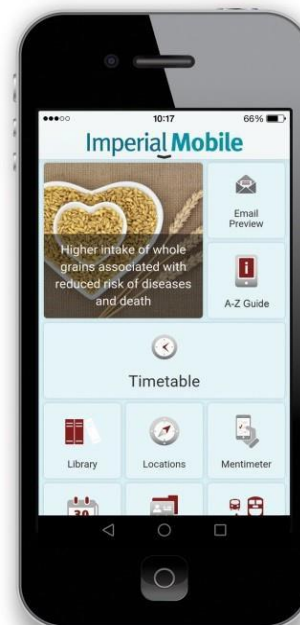 10:17
66%
Imperial Mobile
Higher intake of whole
grains associated with
reduced risk of diseases
and death
Email
Preview
A-Z Guide
Timetable
Library
Locations
Mentimeter
30